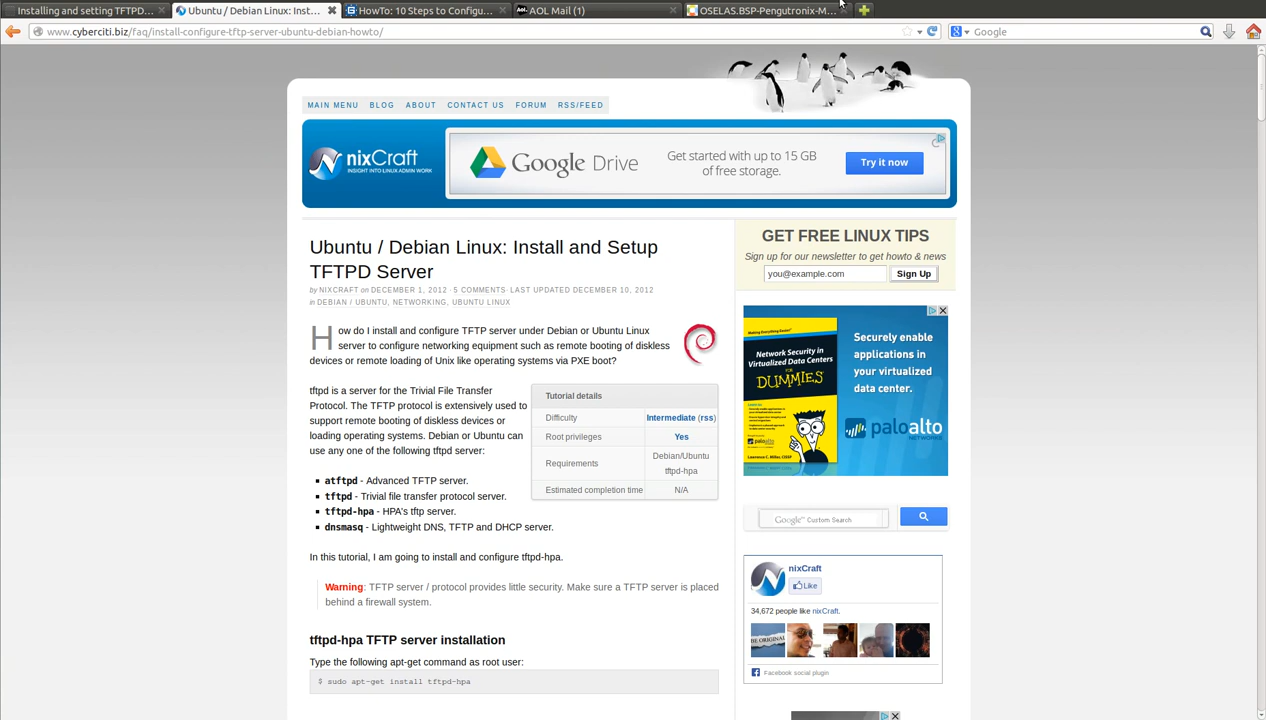 Installing and setting TFTPD...
Ubuntu / Debian Linux: Inst...
HowTo: 10 Steps to Configu...
AOL Mail (1)
OSELAS.BSP-Pengutronix-M...
www.cyberciti.biz/faq/install-configure-tftp-server-ubuntu-debian-howto/
Google
MAIN MENU BLOG ABOUT CONTACT US FORUM RSS/FEED
nixCraft
INSIGHT INTO LINUX ADMIN WORK
Google Drive
Get started with up to 15 GB
of free storage.
Try it now
Ubuntu / Debian Linux: Install and Setup
TFTPD Server
by NIXCRAFT on DECEMBER 1, 2012 · 5 COMMENTS· LAST UPDATED DECEMBER 10, 2012
in DEBIAN / UBUNTU, NETWORKING, UBUNTU LINUX
How do I install and configure TFTP server under Debian or Ubuntu Linux
server to configure networking equipment such as remote booting of diskless
devices or remote loading of Unix like operating systems via PXE boot?
tftpd is a server for the Trivial File Transfer
Protocol. The TFTP protocol is extensively used to
support remote booting of diskless devices or
loading operating systems. Debian or Ubuntu can
use any one of the following tftpd server:
Tutorial details
Difficulty Intermediate (rss)
Root privileges Yes
Requirements Debian/Ubuntu
tftpd-hpa
Estimated completion time N/A
atftpd - Advanced TFTP server.
tftpd - Trivial file transfer protocol server.
tftpd-hpa - HPA's tftp server.
dnsmasq - Lightweight DNS, TFTP and DHCP server.
In this tutorial, I am going to install and configure tftpd-hpa.
Warning: TFTP server / protocol provides little security. Make sure a TFTP server is placed
behind a firewall system.
tftpd-hpa TFTP server installation
Type the following apt-get command as root user:
$ sudo apt-get install tftpd-hpa
GET FREE LINUX TIPS
Sign up for our newsletter to get howto & news
you@example.com
Sign Up
Making Everything Easier!
Network Security in
Virtualized Data Centers
FOR DUMMIES
Lawrence C. Miller, CISSP
Securely enable
applications in
your virtualized
data center.
paloalto
NETWORKS
Google Custom Search
nixCraft
Like
34,672 people like nixCraft.
BE ORIGINAL
Facebook social plugin